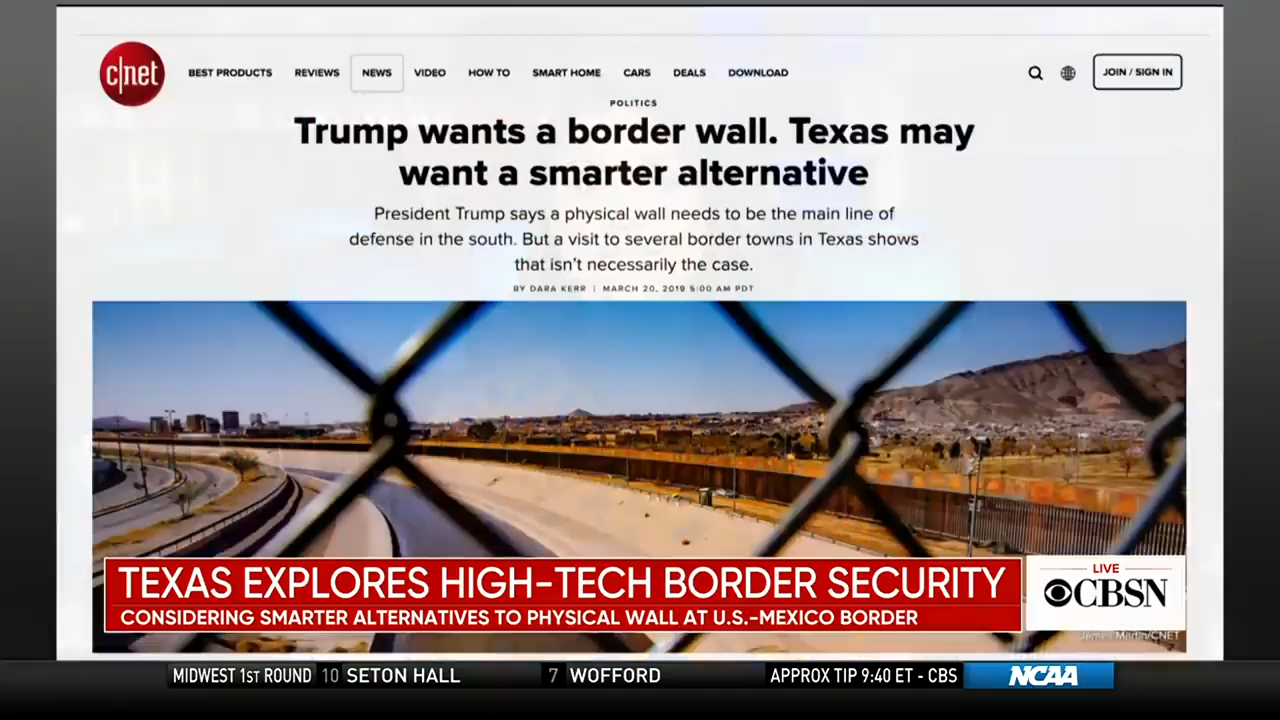 c|net
BEST PRODUCTS REVIEWS NEWS VIDEO HOW TO SMART HOME CARS DEALS DOWNLOAD JOIN / SIGN IN
POLITICS
Trump wants a border wall. Texas may
want a smarter alternative
President Trump says a physical wall needs to be the main line of
defense in the south. But a visit to several border towns in Texas shows
that isn't necessarily the case.
BY DARA KERR | MARCH 20, 2019 5:00 AM PDT
TEXAS EXPLORES HIGH-TECH BORDER SECURITY
CONSIDERING SMARTER ALTERNATIVES TO PHYSICAL WALL AT U.S.-MEXICO BORDER
LIVE
CBSN
James Martin/CNET
MIDWEST 1ST ROUND 10 SETON HALL 7 WOFFORD APPROX TIP 9:40 ET - CBS NCAA